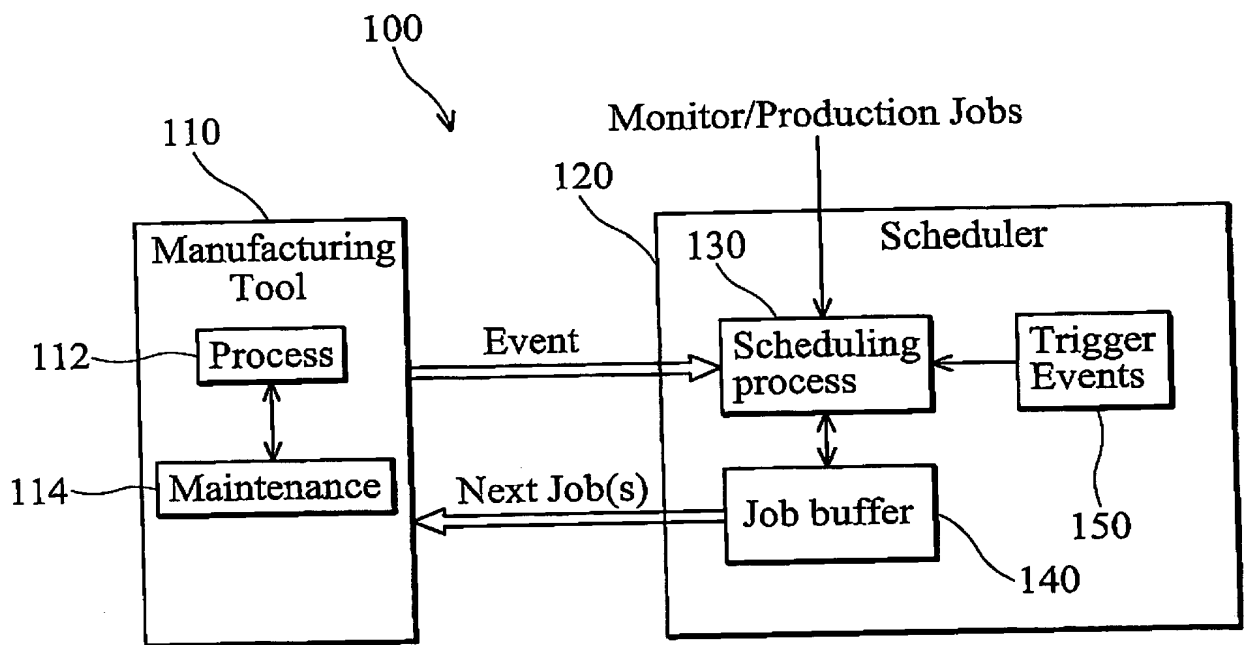 100
Monitor/Production Jobs
110
120
Manufacturing
Tool
Scheduler
130
112
Process
Event
Scheduling
process
Trigger
Events
114
Maintenance
Next Job(s)
Job buffer
150
140